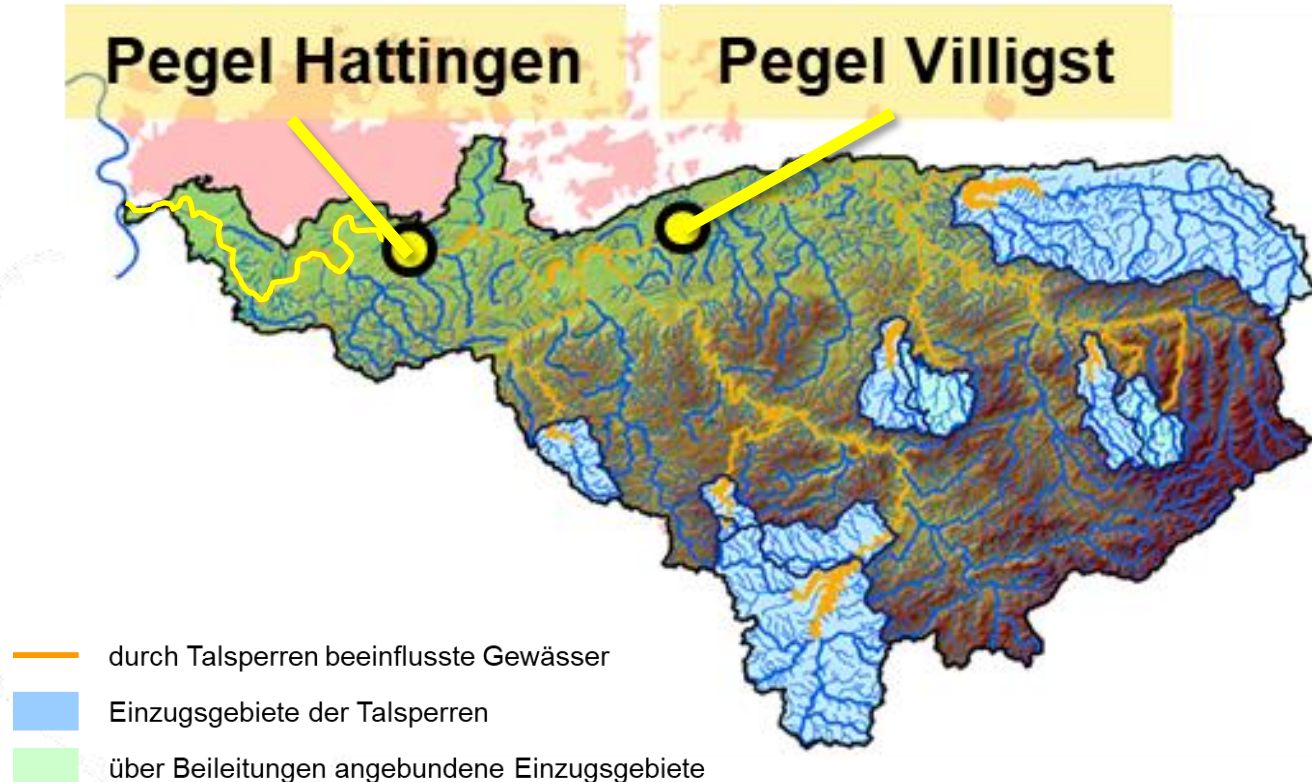 Pegel Hattingen
Pegel Villigst
durch Talsperren beeinflusste Gewässer
Einzugsgebiete der Talsperren
über Beileitungen angebundene Einzugsgebiete